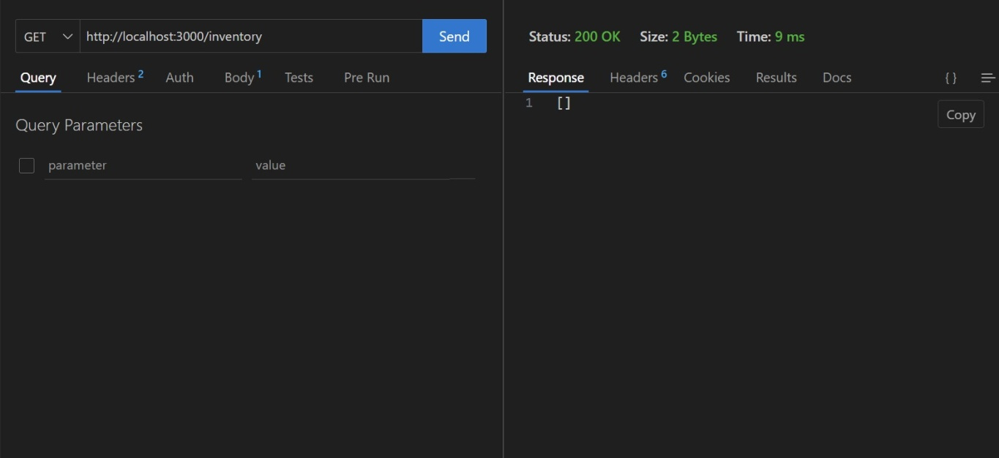 GET http://localhost:3000/inventory Send
Query Headers 2 Auth Body 1 Tests Pre Run
Query Parameters
parameter value
Status: 200 OK Size: 2 Bytes Time: 9 ms
Response Headers 6 Cookies Results Docs { }
1 []
Copy